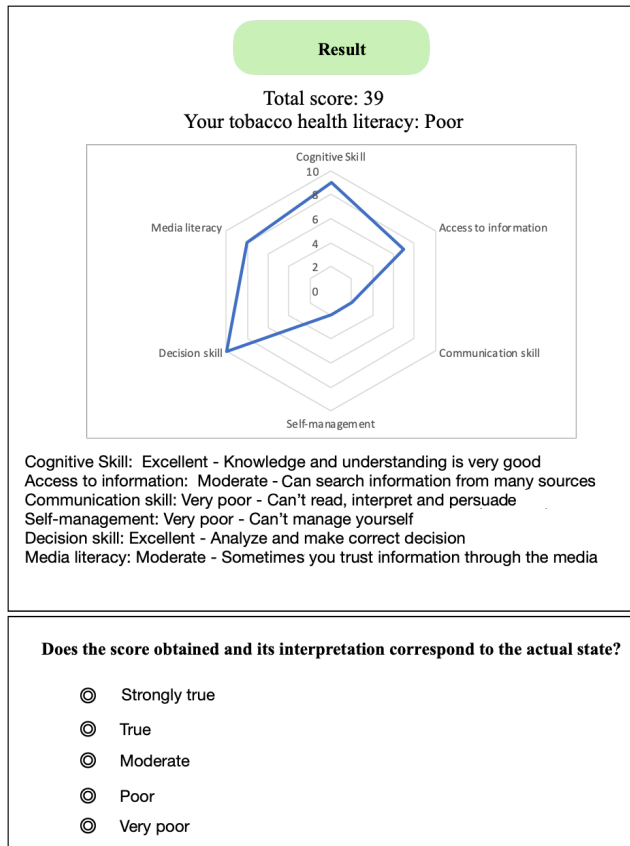 Result
Total score: 39
Your tobacco health literacy: Poor
Cognitive Skill
10
8
Media literacy
Access to information
6
4
2
0
Decision skill
Communication skill
Self-management
Cognitive Skill: Excellent - Knowledge and understanding is very good
Access to information: Moderate - Can search information from many sources
Communication skill: Very poor - Can't read, interpret and persuade
Self-management: Very poor - Can't manage yourself
Decision skill: Excellent - Analyze and make correct decision
Media literacy: Moderate - Sometimes you trust information through the media
Does the score obtained and its interpretation correspond to the actual state?
Strongly true
True
Moderate
Poor
Very poor